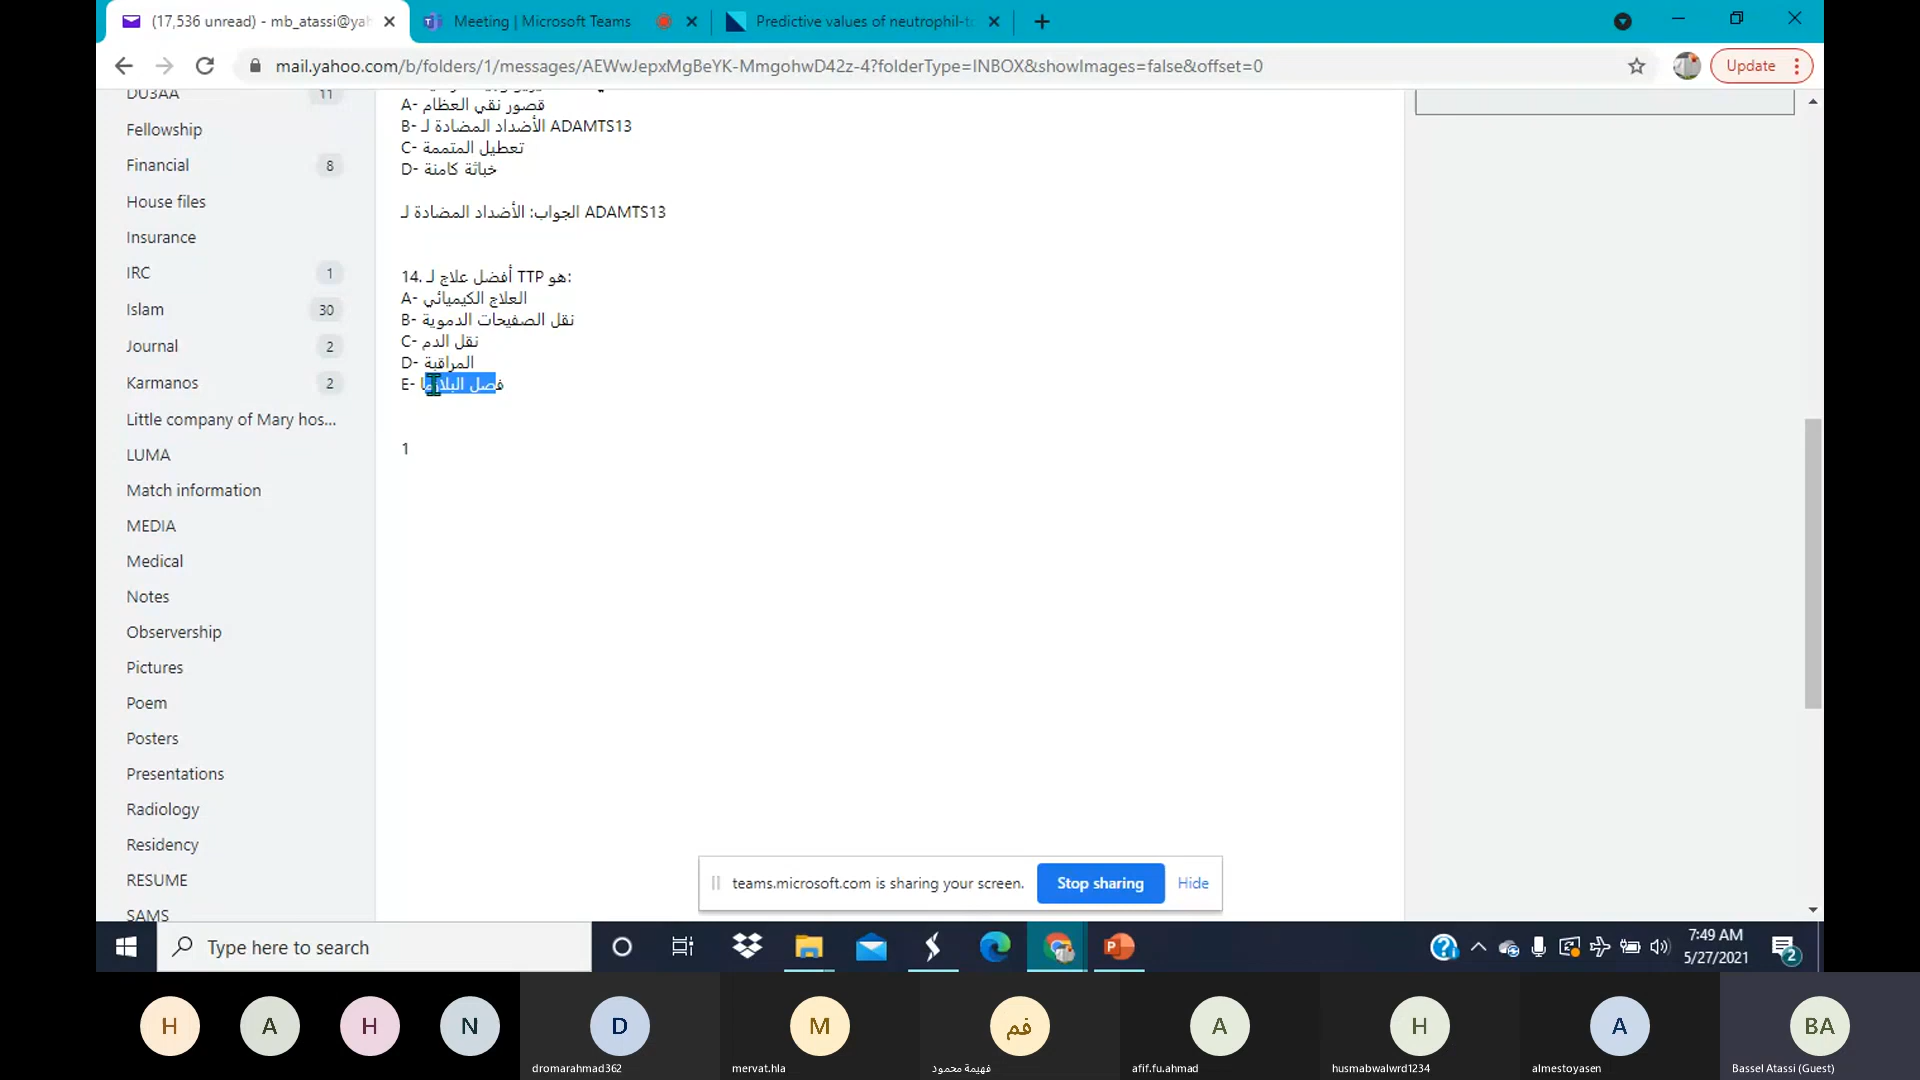 (17,536 unread) - mb_atassi@yah
Meeting | Microsoft Teams
Predictive values of neutrophil-to
mail.yahoo.com/b/folders/1/messages/AEWwJepxMgBeYK-MmgohwD42z-4?folderType=INBOX&showImages=false&offset=0
Update
DU3AA 11
Fellowship
Financial 8
House files
Insurance
IRC 1
Islam 30
Journal 2
Karmanos 2
Little company of Mary hos...
LUMA
Match information
MEDIA
Medical
Notes
Observership
Pictures
Poem
Posters
Presentations
Radiology
Residency
RESUME
SAMS
A- قصور نقي العظام
B- الأضداد المضادة لـ ADAMTS13
C- تعطيل المتممة
D- خباثة كامنة
الجواب: الأضداد المضادة لـ ADAMTS13
14. أفضل علاج لـ TTP هو:
A- العلاج الكيميائي
B- نقل الصفيحات الدموية
C- نقل الدم
D- المراقبة
E- فصل البلازما
1
teams.microsoft.com is sharing your screen.
Stop sharing
Hide
Type here to search
7:49 AM
5/27/2021
2
H
A
H
N
D
M
فم
A
H
A
BA
dromarahmad362
mervat.hla
فهيمة محمود
afif.fu.ahmad
husmabwalwrd1234
almestoyasen
Bassel Atassi (Guest)